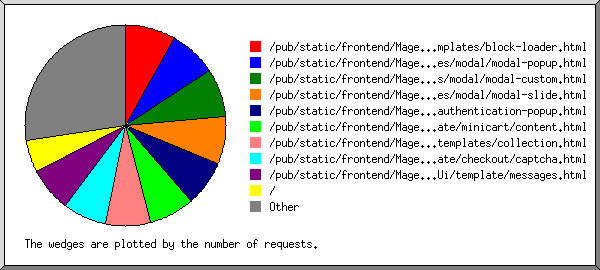 /pub/static/frontend/Mage...mplates/block-loader.html
/pub/static/frontend/Mage...es/modal/modal-popup.html
/pub/static/frontend/Mage...s/modal/modal-custom.html
/pub/static/frontend/Mage...es/modal/modal-slide.html
/pub/static/frontend/Mage...authentication-popup.html
/pub/static/frontend/Mage...ate/minicart/content.html
/pub/static/frontend/Mage...templates/collection.html
/pub/static/frontend/Mage...ate/checkout/captcha.html
/pub/static/frontend/Mage...Ui/template/messages.html
/
Other
The wedges are plotted by the number of requests.